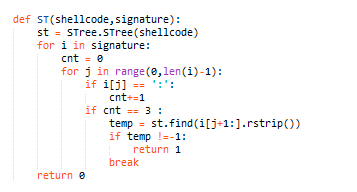 def ST(shellcode,signature):
    st = STree.STree(shellcode)
    for i in signature:
        cnt = 0
        for j in range(0,len(i)-1):
            if i[j] == ':':
                cnt+=1
            if cnt == 3 :
                temp = st.find(i[j+1:].rstrip())
                if temp !=-1:
                    return 1
                break
    return 0